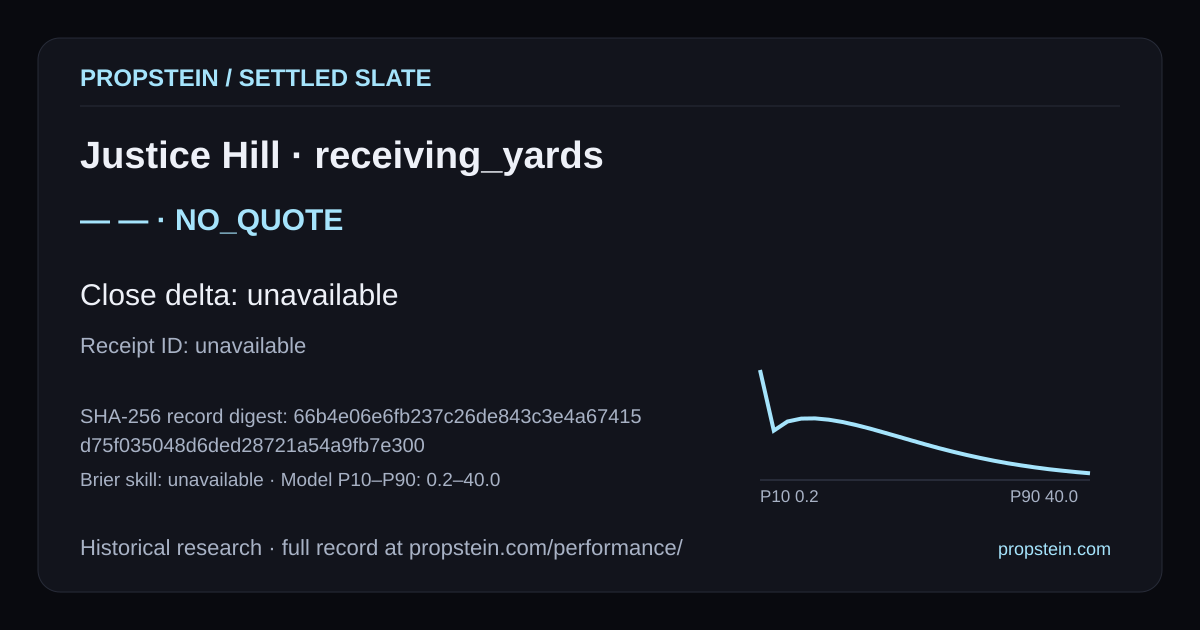 PROPSTEIN / SETTLED SLATE
Justice Hill · receiving_yards
— — · NO_QUOTE
Close delta: unavailable
Receipt ID: unavailable
SHA-256 record digest: 66b4e06e6fb237c26de843c3e4a67415
d75f035048d6ded28721a54a9fb7e300
Brier skill: unavailable · Model P10–P90: 0.2–40.0
P10 0.2
P90 40.0
Historical research · full record at propstein.com/performance/
propstein.com